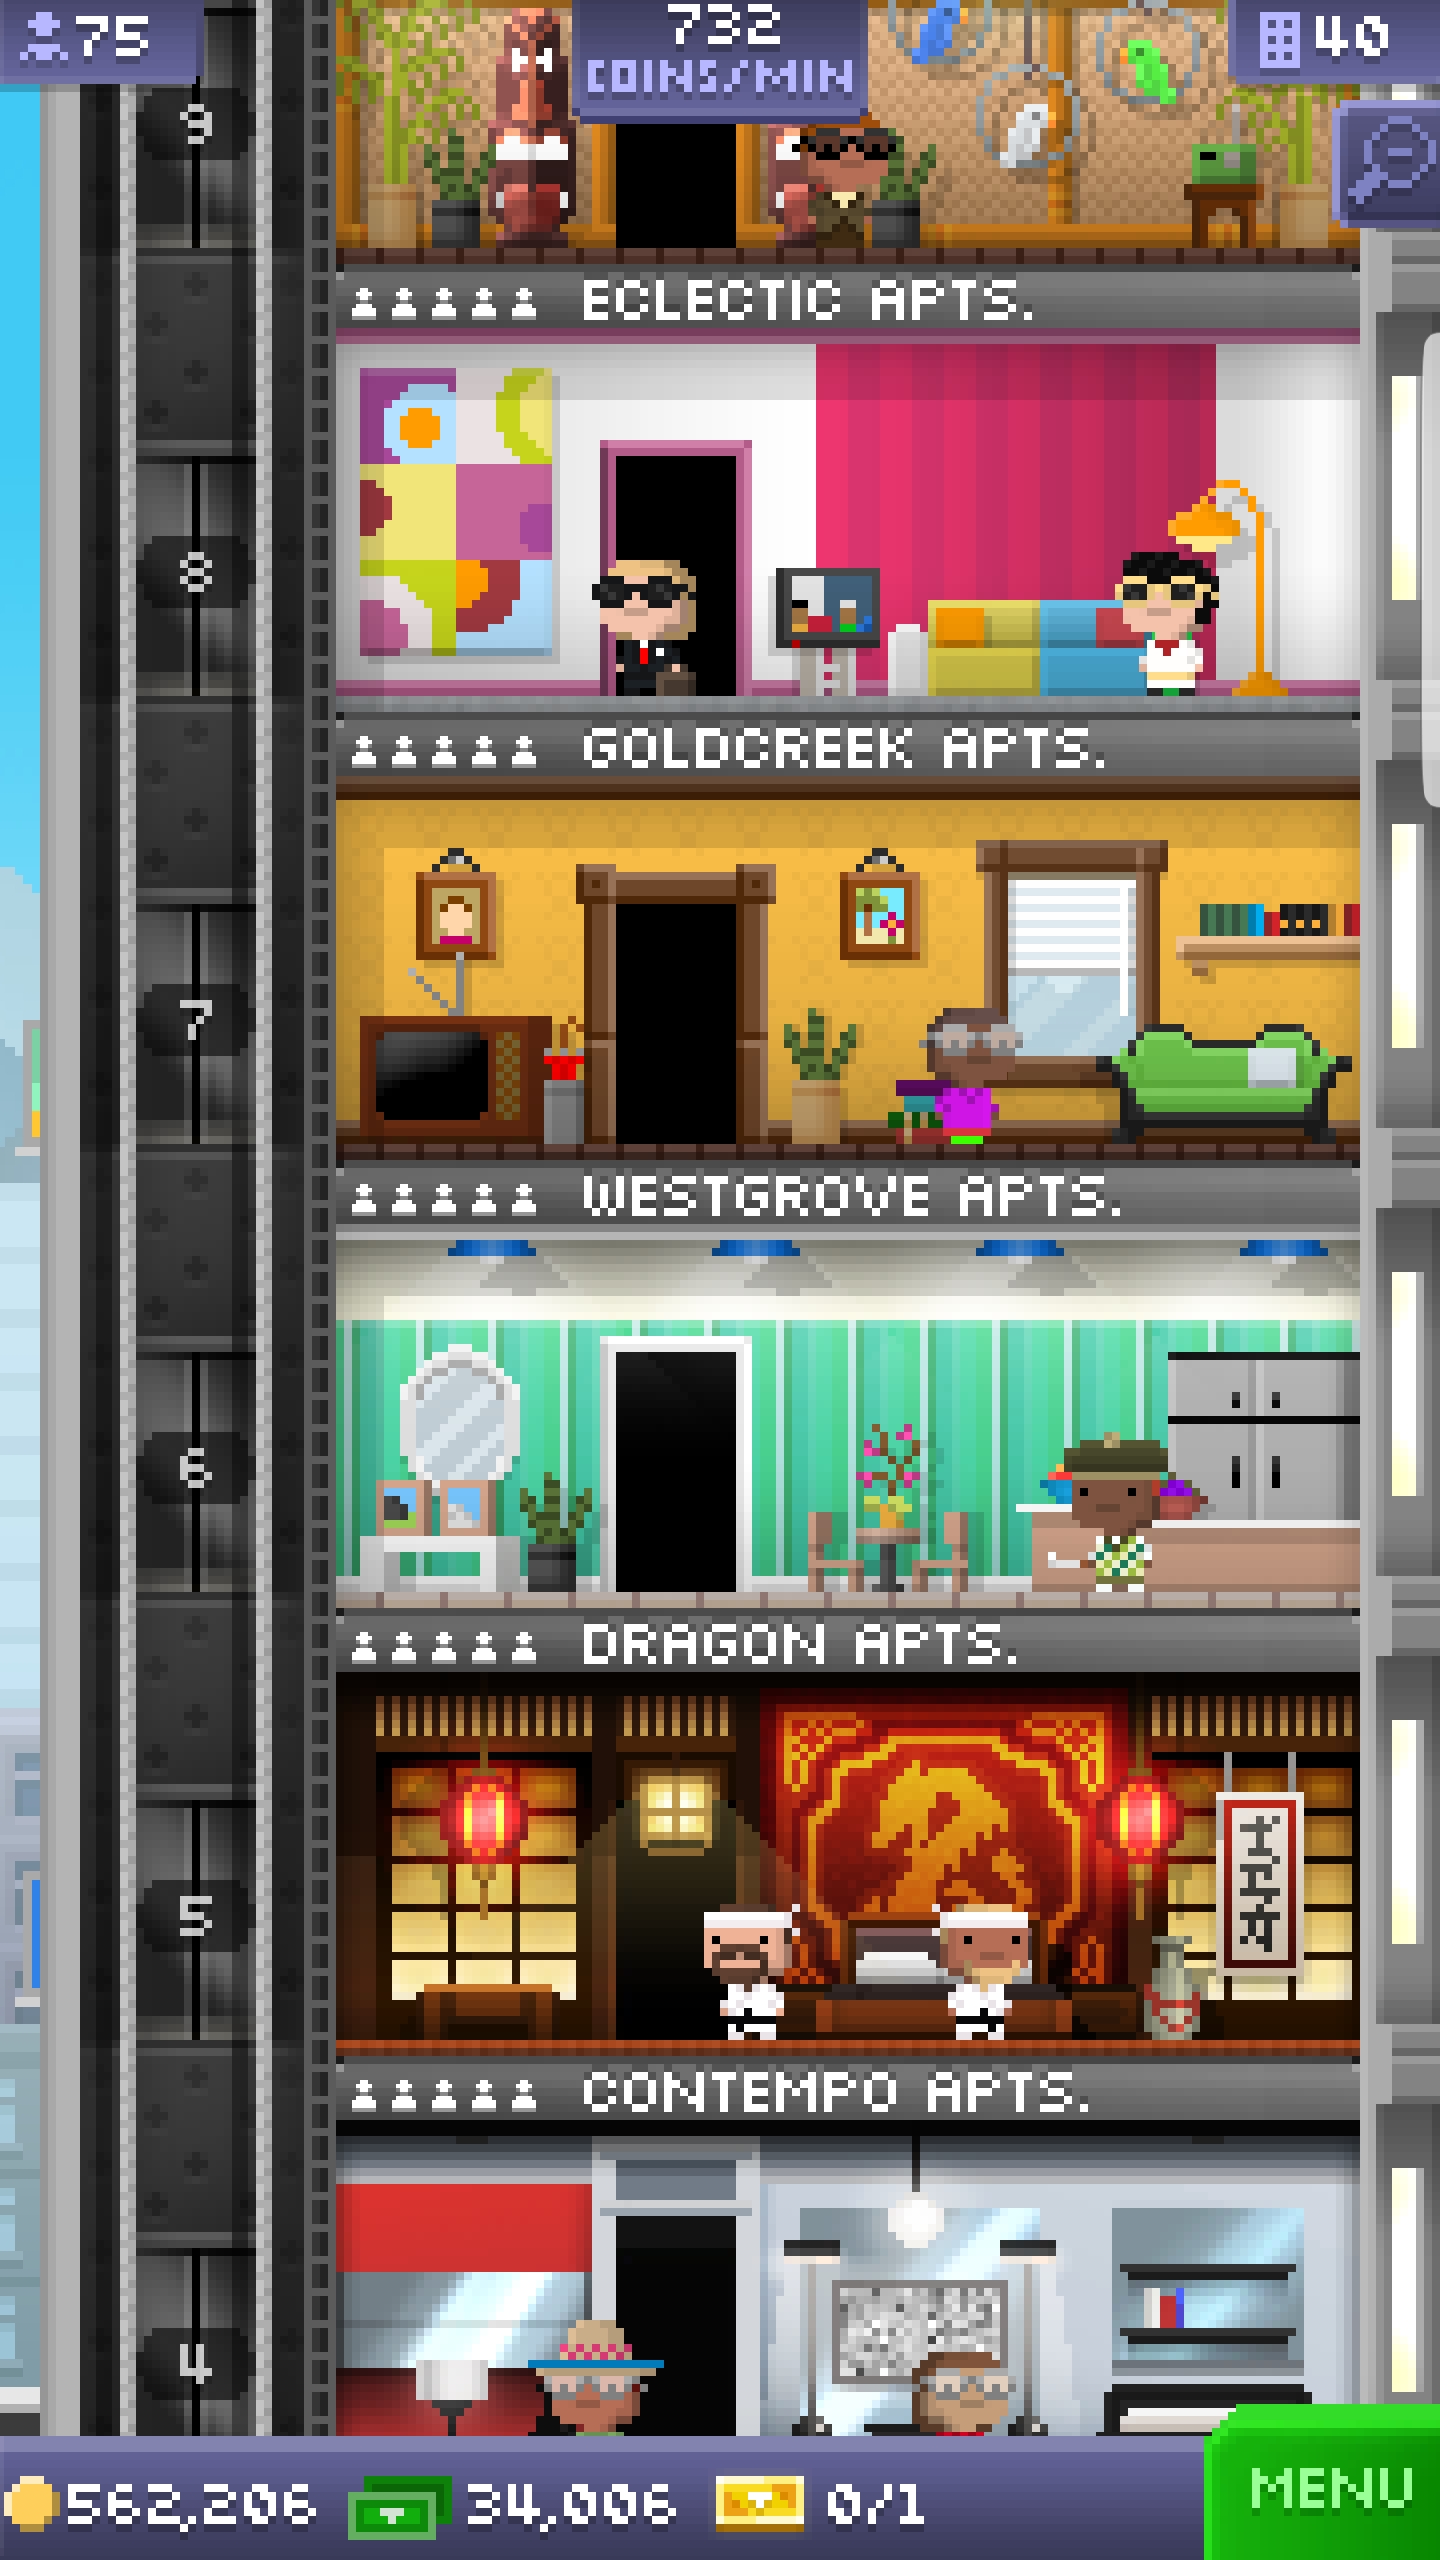 75
732
COINS/MIN
40
9
ECLECTIC APTS.
8
GOLDCREEK APTS.
7
WESTGROVE APTS.
6
DRAGON APTS.
5
CONTEMPO APTS.
4
562,206
34,006
0/1
MENU